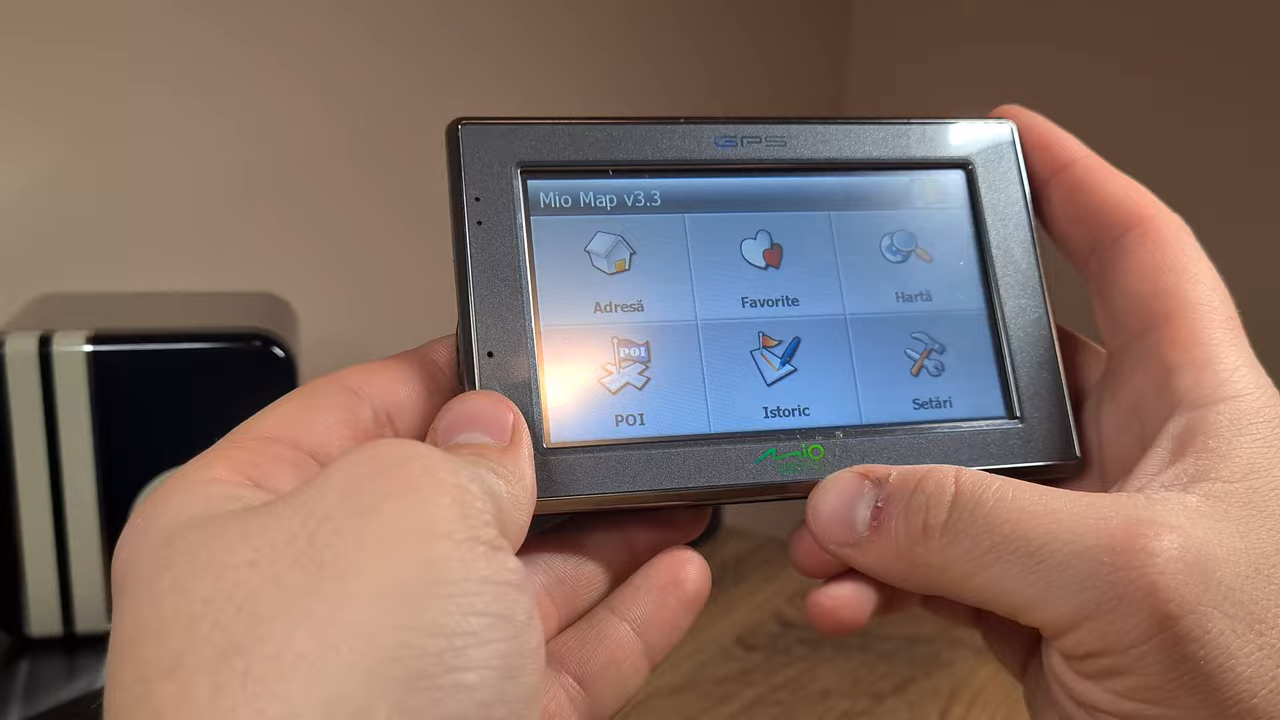 GPS
Mio Map v3.3
Adresă
Favorite
Hartă
POI
POI
Istoric
Setări
Mio